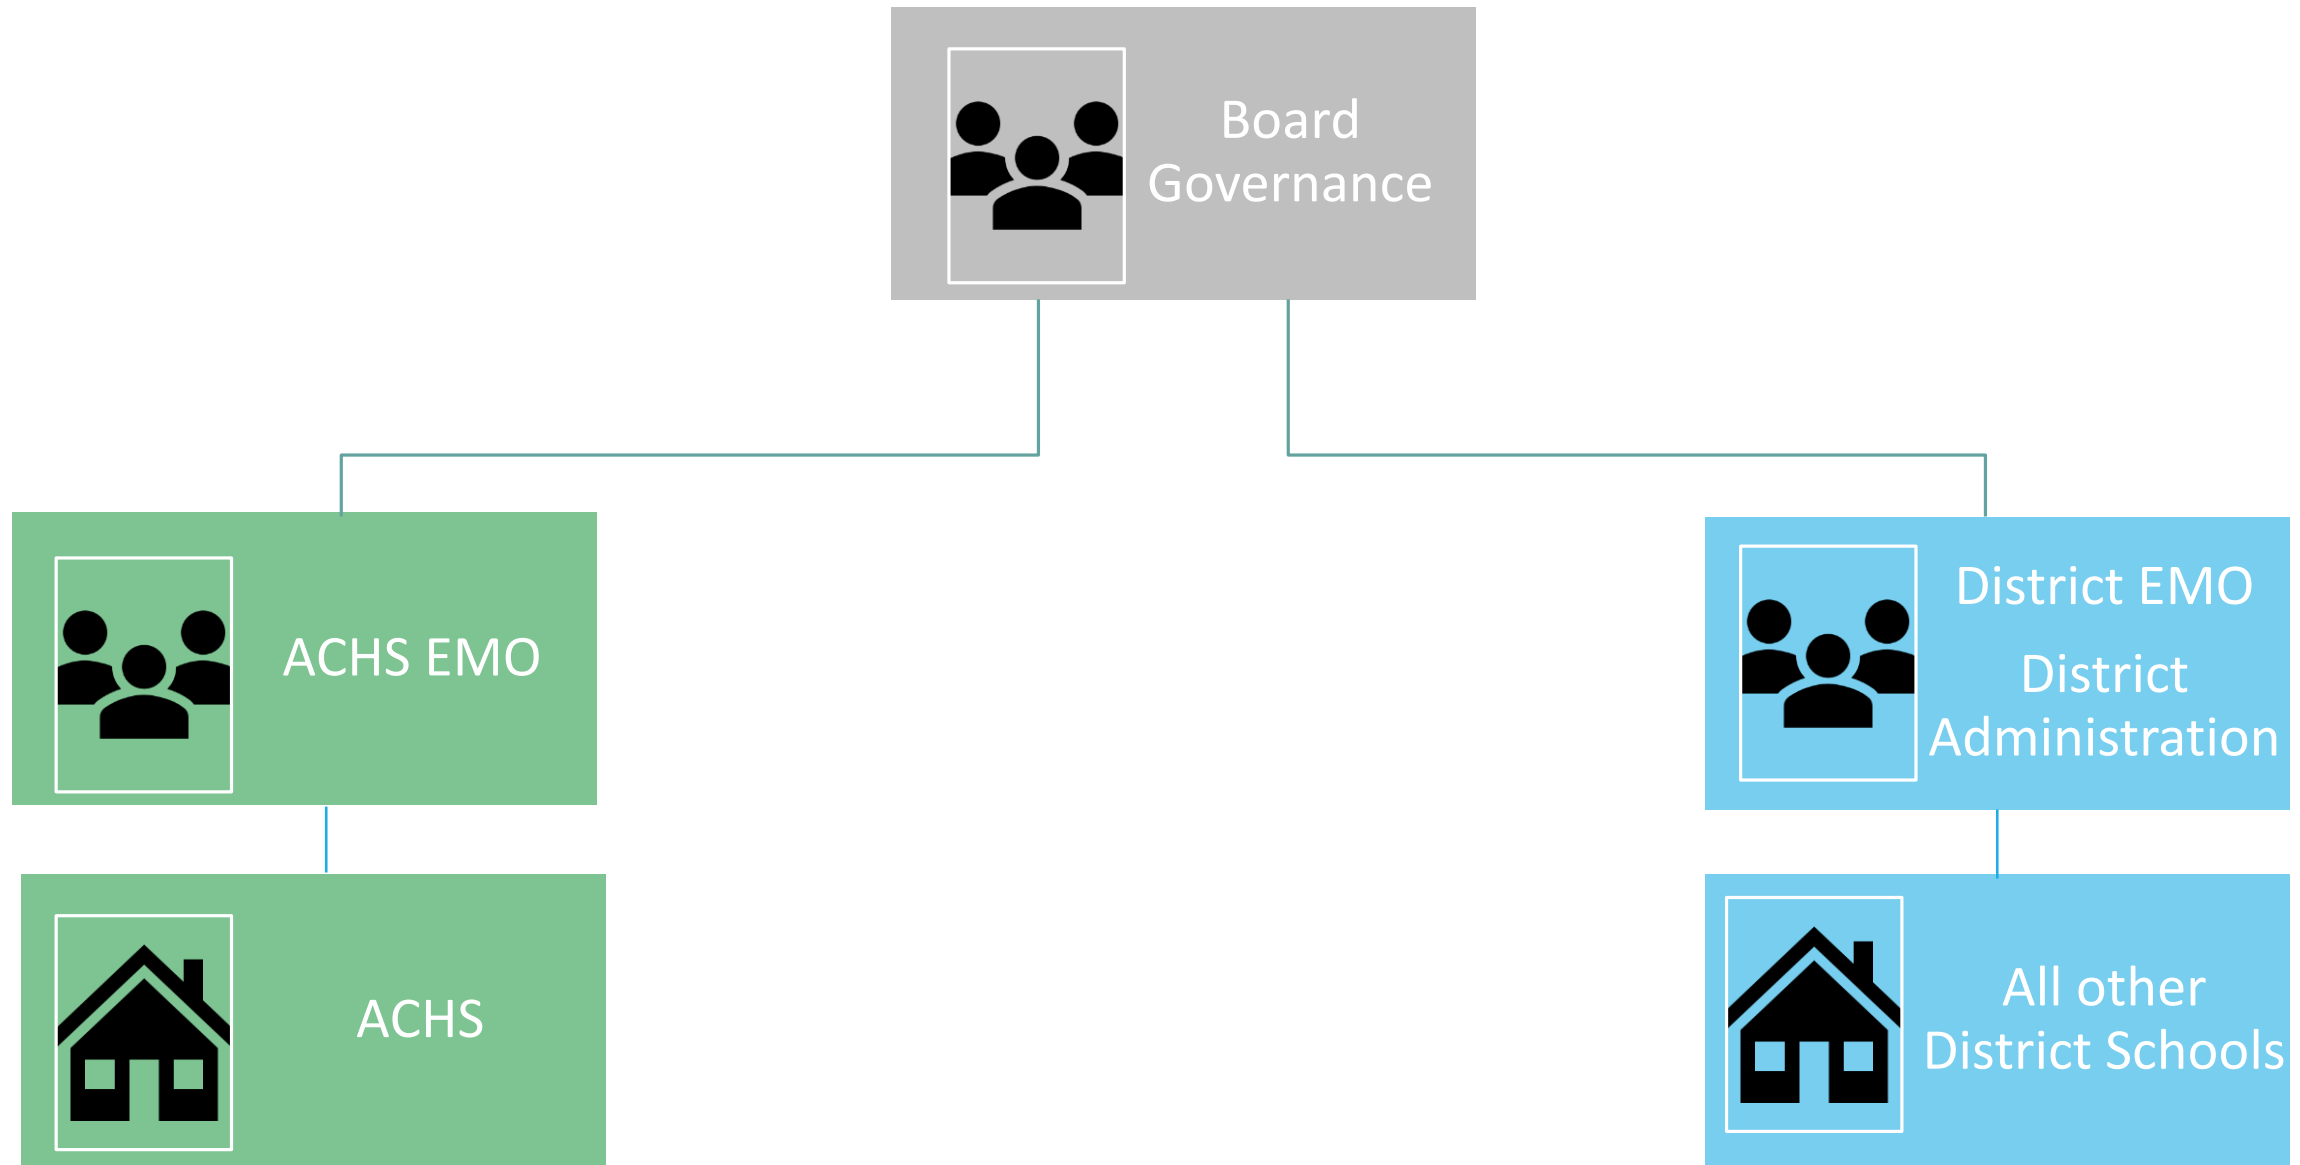 Board
Governance
ACHS EMO
District EMO
District
Administration
ACHS
All other
District Schools